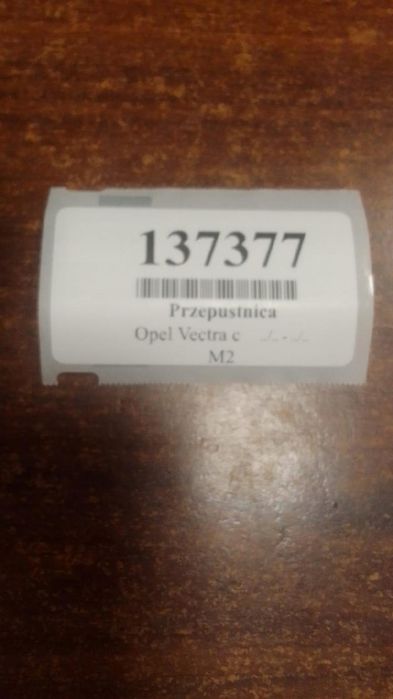 137377
Przepustnica
Opel Vectra c ../.. - ../..
M2